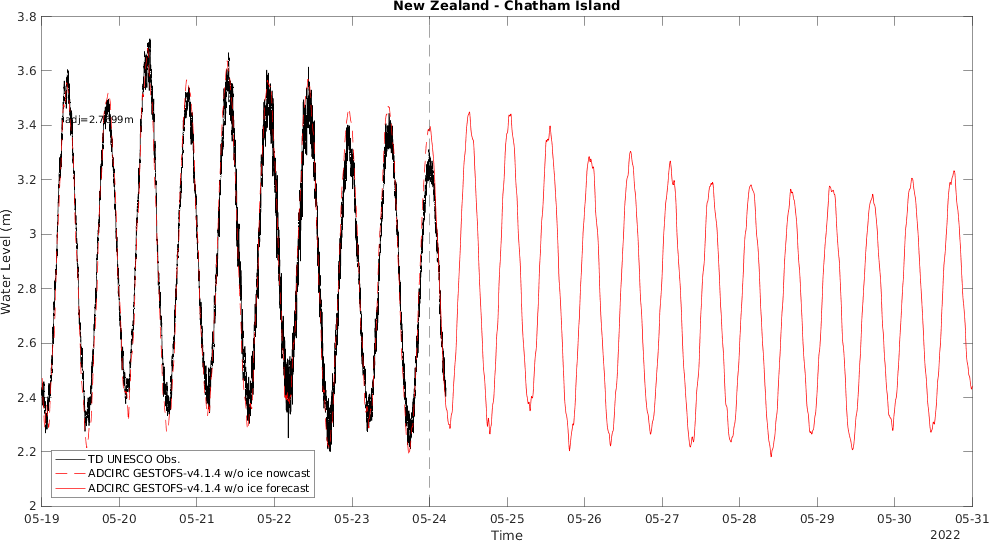 New Zealand - Chatham Island
3.8
3.6
3.4
3.2
3
2.8
2.6
2.4
2.2
2
Water Level (m)
TD UNESCO Obs.
ADCIRC GESTOFS-v4.1.4 w/o ice nowcast
ADCIRC GESTOFS-v4.1.4 w/o ice forecast
05-19 05-20 05-21 05-22 05-23 05-24 05-25 05-26 05-27 05-28 05-29 05-30 05-31
Time
2022